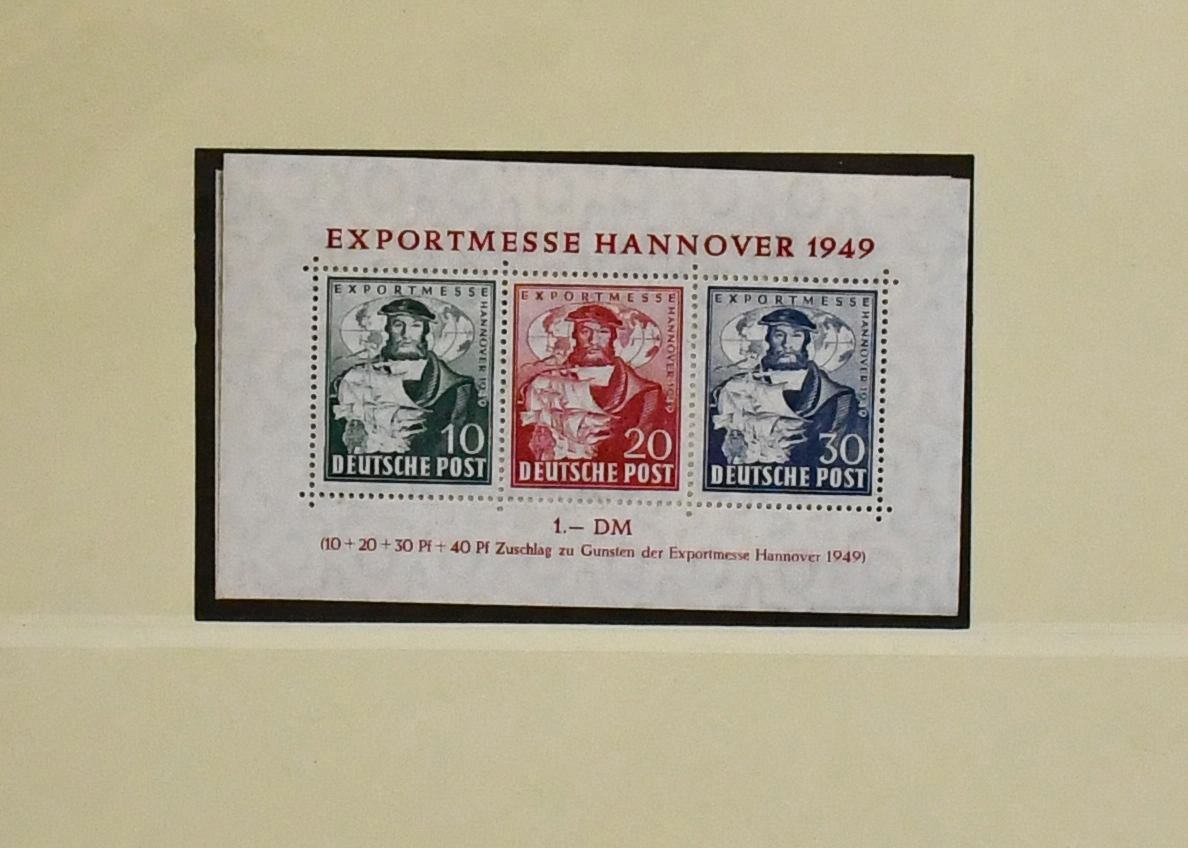 EXPORTMESSE HANNOVER 1949
EXPORTMESSE
HANNOVER 1949
10
DEUTSCHE POST
EXPORTMESSE
HANNOVER 1949
20
DEUTSCHE POST
EXPORTMESSE
HANNOVER 1949
30
DEUTSCHE POST
1.— DM
(10 + 20 + 30 Pf + 40 Pf Zuschlag zu Gunsten der Exportmesse Hannover 1949)